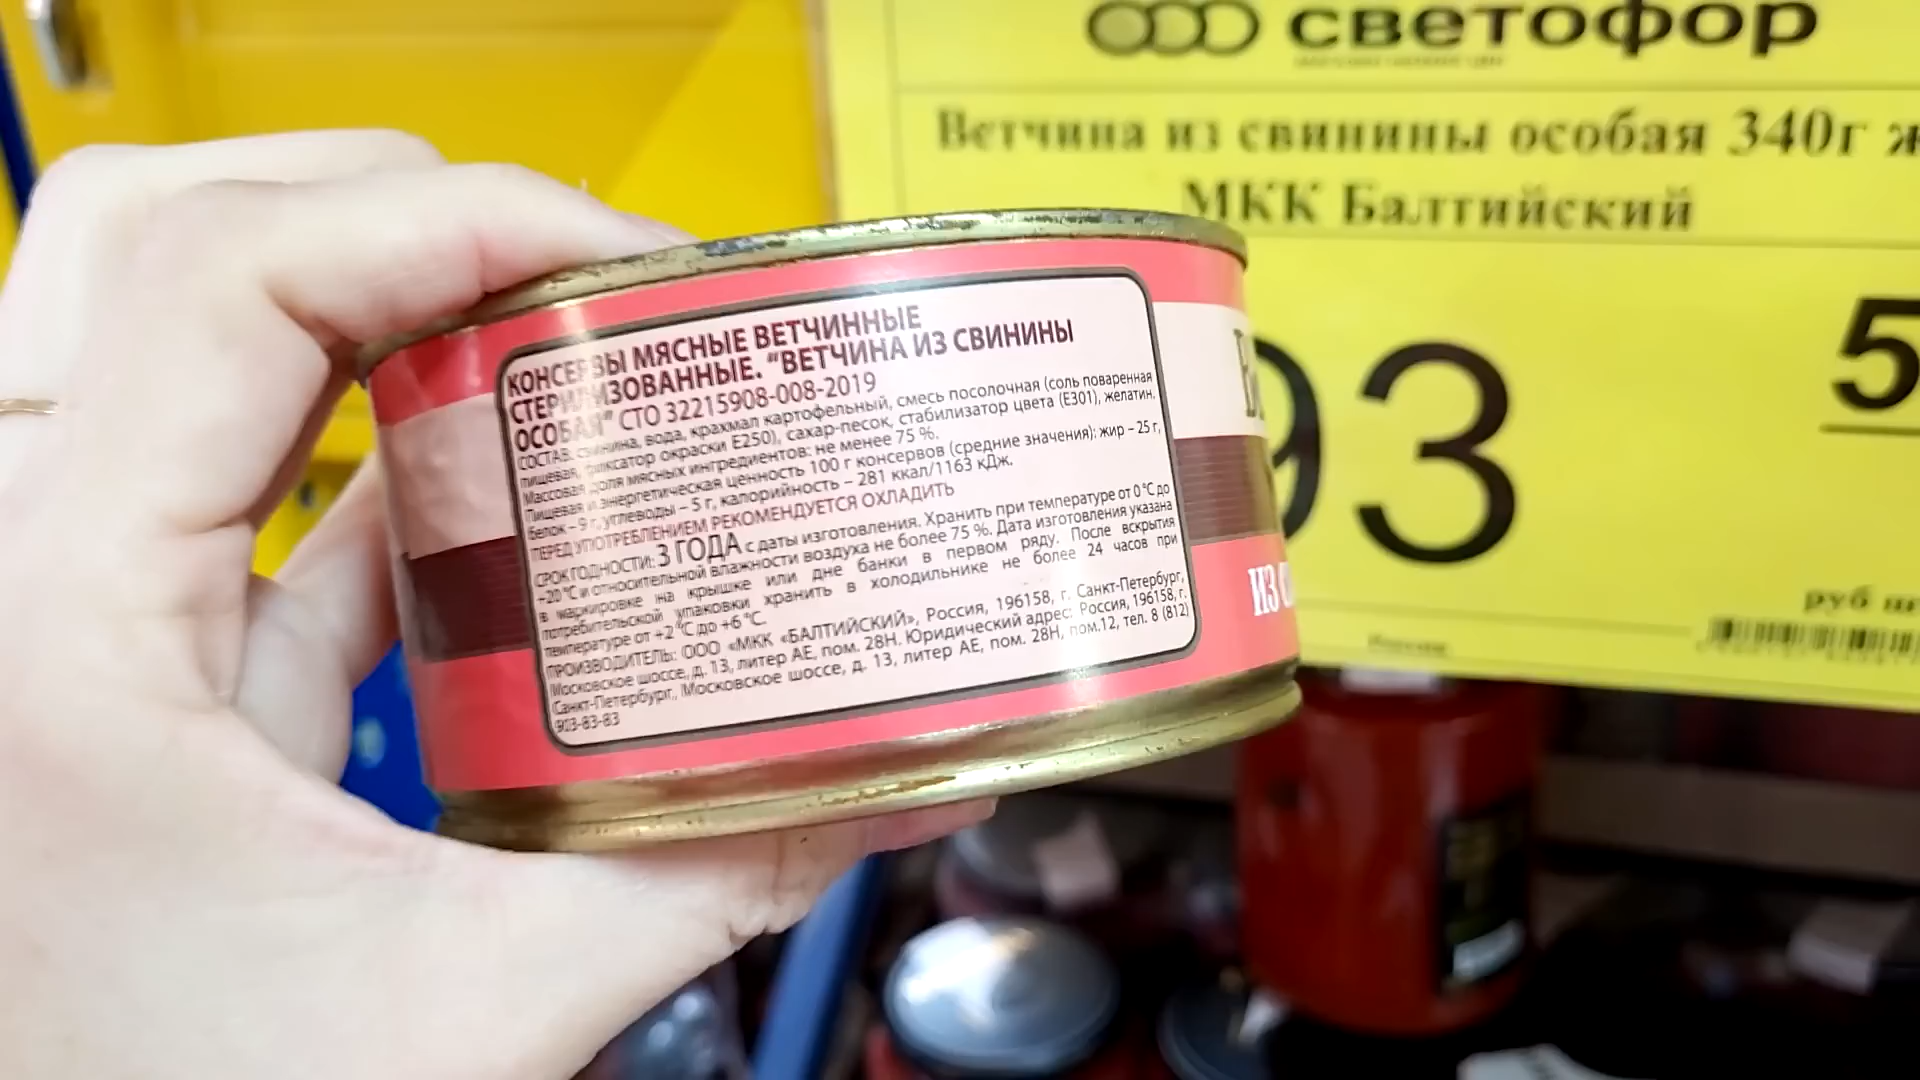 светофор
Ветчина из свинины особая 340г ж
МКК Балтийский
93
5
руб
Россия
КОНСЕРВЫ МЯСНЫЕ ВЕТЧИННЫЕ
СТЕРИЛИЗОВАННЫЕ. "ВЕТЧИНА ИЗ СВИНИНЫ
ОСОБАЯ" СТО 32215908-008-2019
СОСТАВ: свинина, вода, крахмал картофельный, смесь посолочная (соль поваренная
пищевая, фиксатор окраски Е250), сахар-песок, стабилизатор цвета (Е301), желатин.
Массовая доля мясных ингредиентов: не менее 75 %.
Пищевая и энергетическая ценность 100 г консервов (средние значения): жир – 25 г,
белок – 9 г, углеводы – 5 г, калорийность – 281 ккал/1163 кДж.
ПЕРЕД УПОТРЕБЛЕНИЕМ РЕКОМЕНДУЕТСЯ ОХЛАДИТЬ
СРОК ГОДНОСТИ: 3 ГОДА с даты изготовления. Хранить при температуре от 0 °С до
+20 °С и относительной влажности воздуха не более 75 %. Дата изготовления указана
в маркировке на крышке или дне банки в первом ряду. После вскрытия
потребительской упаковки хранить в холодильнике не более 24 часов при
температуре от +2 °С до +6 °С.
ПРОИЗВОДИТЕЛЬ: ООО «МКК «БАЛТИЙСКИЙ», Россия, 196158, г. Санкт-Петербург,
Московское шоссе, д. 13, литер АЕ, пом. 28Н. Юридический адрес: Россия, 196158, г.
Санкт-Петербург, Московское шоссе, д. 13, литер АЕ, пом. 28Н, пом.12, тел. 8 (812)
903-83-83
ИЗ С